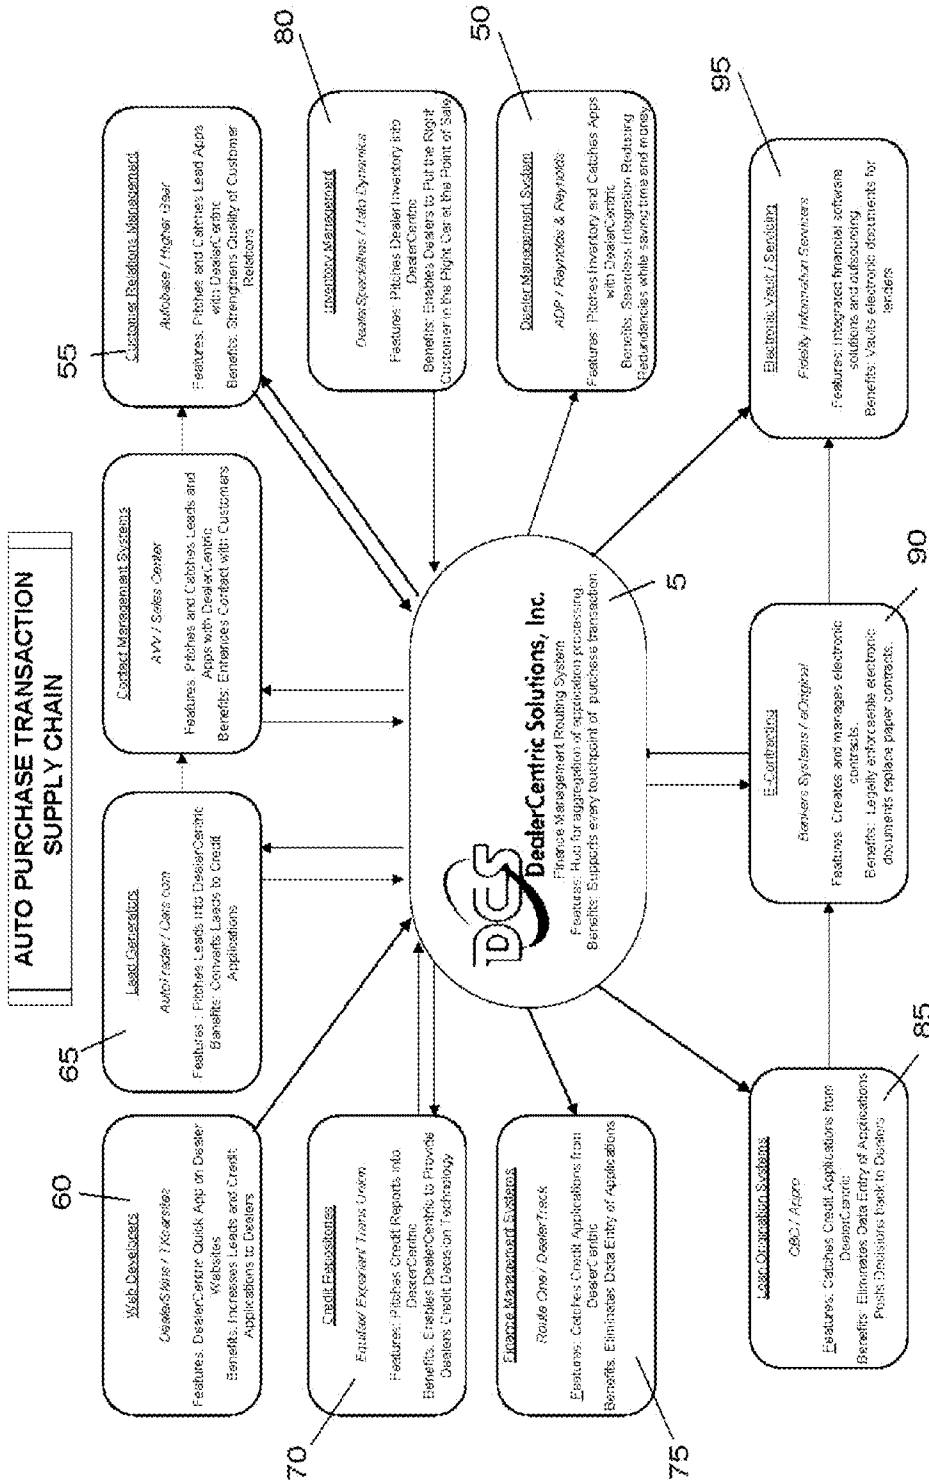 AUTO PURCHASE TRANSACTION
SUPPLY CHAIN
60
Web Developers
DealerSkins / IKearsites
Features: DealerCentric Quick App on Dealer
Websites
Benefits: Increases Leads and Credit
Applications to Dealers
65
Lead Generators
AutoTrader / Cars.com
Features : Pitches Leads into DealerCentric
Benefits: Converts Leads to Credit
Applications
Contact Management Systems
AVV / Sales Center
Features: Pitches and Catches Leads and
Apps with DealerCentric
Benefits: Enhances Contact with Customers
55
Customer Relations Management
Autobase / Higher Gear
Features: Pitches and Catches Lead Apps
with DealerCentric
Benefits: Strengthens Quality of Customer
Relations
70
Credit Repositories
Equifax/ Experian/ Trans Union
Features: Pitches Credit Reports into
DealerCentric
Benefits: Enables DealerCentric to Provide
Dealers Credit Decision Technology
80
Inventory Management
DealerSpecialties / Dynamics
Features: Pitches Dealer Inventory into
DealerCentric
Benefits: Enables Dealers to Put the Right
Customer in the Right Car at the Point of Sale
DCS
DealerCentric Solutions, Inc.
Finance Management Routing System
Features: Hub for aggregation of application processing.
Benefits: Supports every touchpoint of purchase transaction
5
75
Finance Management Systems
Route One / DealerTrack
Features: Catches Credit Applications from
DealerCentric
Benefits: Eliminates Data Entry of Applications
50
Dealer Management System
ADP / Reynolds & Reynolds
Features: Pitches Inventory and Catches Apps
with DealerCentric
Benefits: Seamless Integration Reducing
Redundancies while saving time and money
85
Loan Origination Systems
CBC / Appro
Features: Catches Credit Applications from
DealerCentric
Benefits: Eliminates Data Entry of Applications
Posts Decisions back to Dealers
90
E-Contracting
Bankers Systems / eOriginal
Features: Creates and manages electronic
contracts.
Benefits: Legally enforceable electronic
documents replace paper contracts.
95
Electronic Vault / Servicing
Fidelity Information Services
Features: Integrated financial software
solutions and outsourcing
Benefits: Vaults electronic documents for
lenders